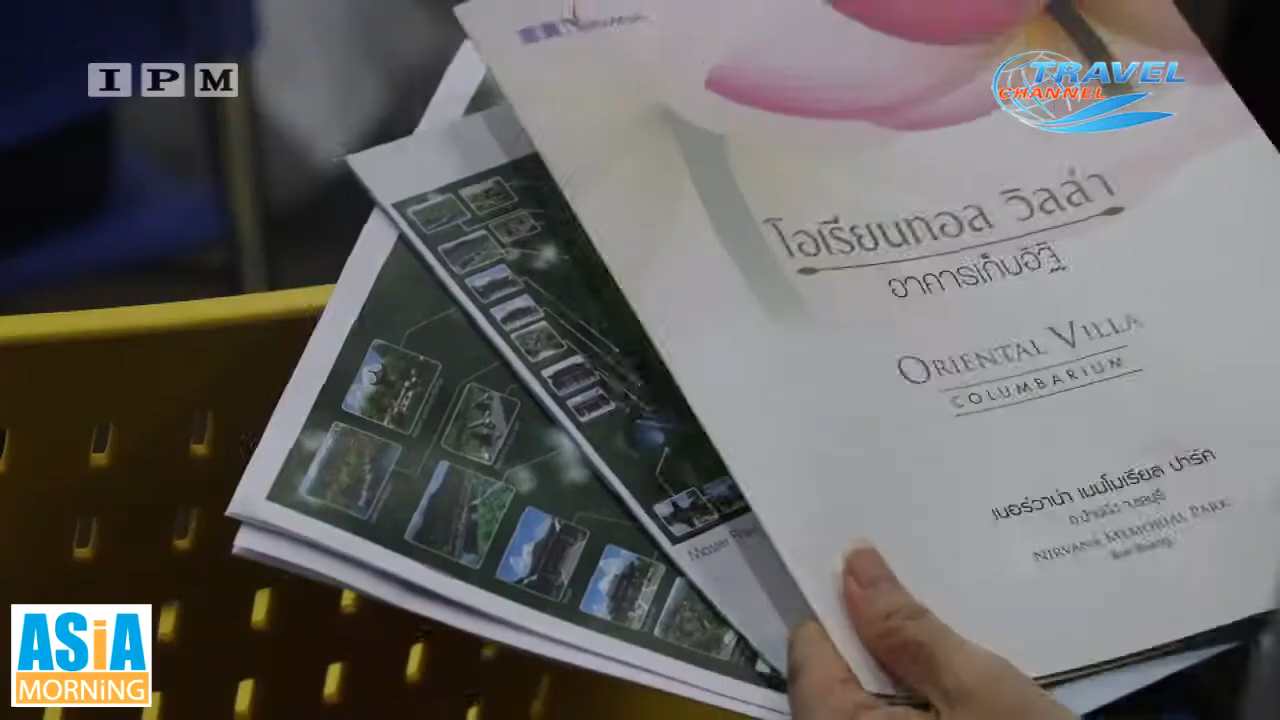 IPM
TRAVEL
CHANNEL
โอเรียนทอล วิลล่า
อาคารเก็บอัฐิ
ORIENTAL VILLA
COLUMBARIUM
เนอร์วาน่า เมมโมเรียล ปาร์ค
NIRVANA MEMORIAL PARK
Master
ASiA
MORNiNG